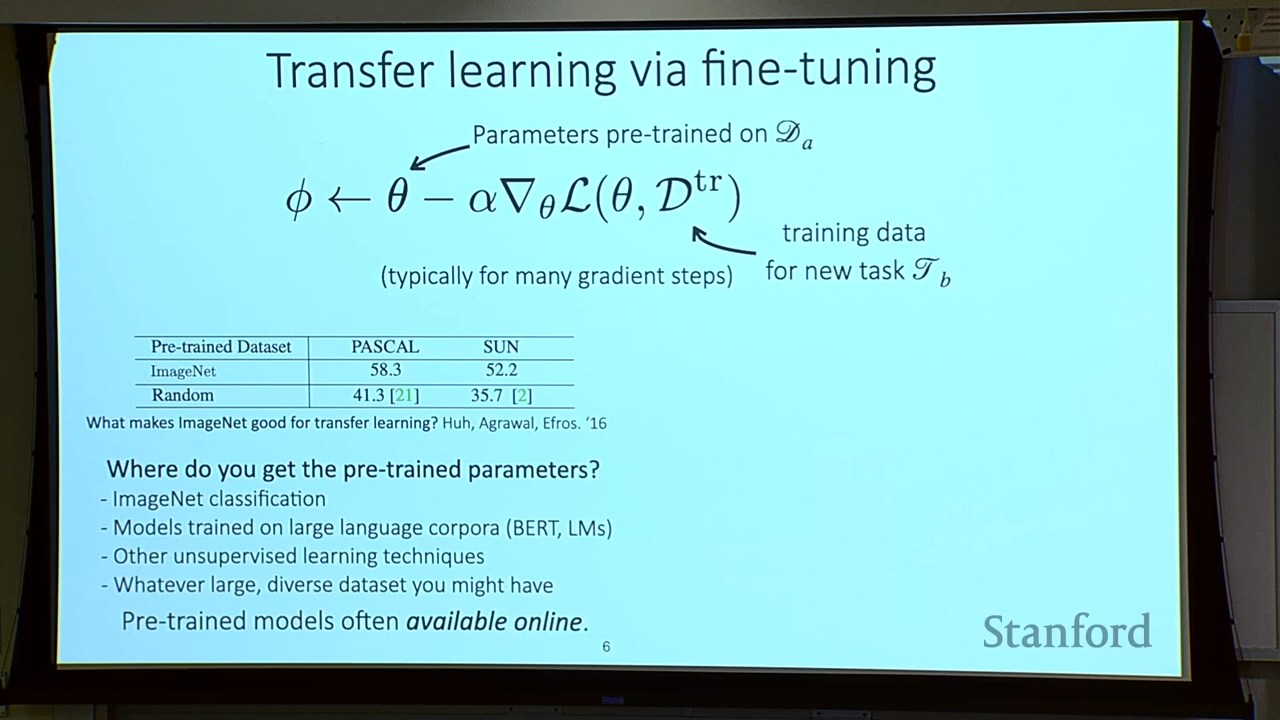 Transfer learning via fine-tuning
Parameters pre-trained on 𝒟ₐ
ϕ ← θ − α∇_θ ℒ(θ, 𝒟^tr)
training data
for new task 𝒯_b
(typically for many gradient steps)
Pre-trained Dataset PASCAL SUN
ImageNet 58.3 52.2
Random 41.3 [21] 35.7 [2]
What makes ImageNet good for transfer learning? Huh, Agrawal, Efros. ‘16
Where do you get the pre-trained parameters?
- ImageNet classification
- Models trained on large language corpora (BERT, LMs)
- Other unsupervised learning techniques
- Whatever large, diverse dataset you might have
Pre-trained models often available online.
6
Stanford